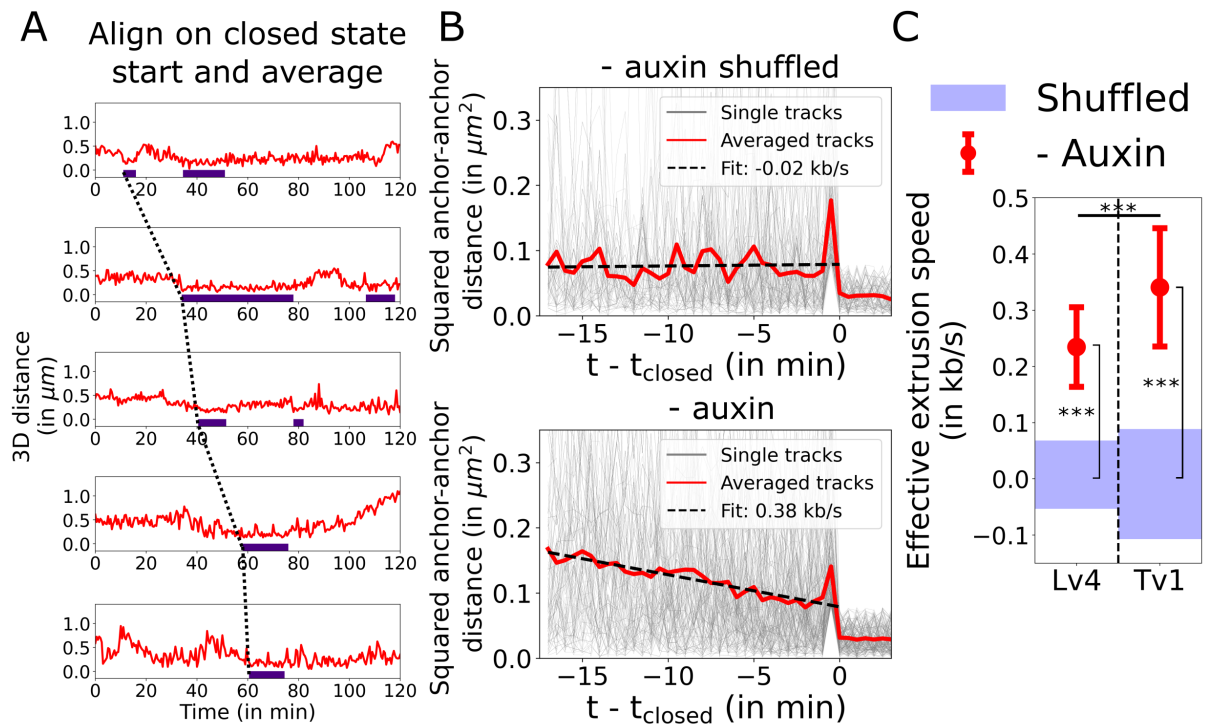 A
Align on closed state
start and average
1.0
0.5
0.0
0 20 40 60 80 100 120
1.0
0.5
0.0
0 20 40 60 80 100 120
1.0
0.5
0.0
0 20 40 60 80 100 120
1.0
0.5
0.0
0 20 40 60 80 100 120
1.0
0.5
0.0
0 20 40 60 80 100 120
3D distance
(in μm)
Time (in min)
B
- auxin shuffled
Squared anchor-anchor
distance (in μm²)
0.3
0.2
0.1
0.0
Single tracks
Averaged tracks
Fit: -0.02 kb/s
−15 −10 −5 0
t - t_closed (in min)
- auxin
Squared anchor-anchor
distance (in μm²)
0.3
0.2
0.1
0.0
Single tracks
Averaged tracks
Fit: 0.38 kb/s
−15 −10 −5 0
t - t_closed (in min)
C
Shuffled
- Auxin
Effective extrusion speed
(in kb/s)
0.5
0.4
0.3
0.2
0.1
0.0
−0.1
***
***
***
Lv4 Tv1